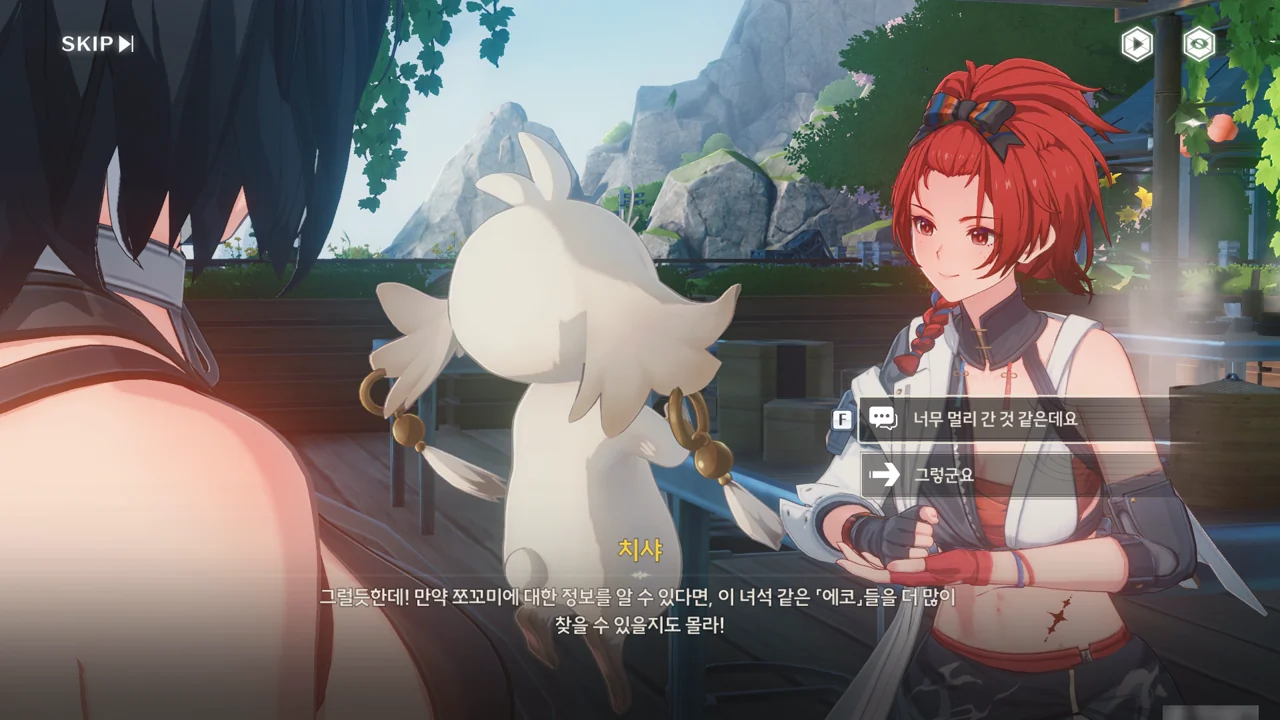 SKIP
F
너무 멀리 간 것 같은데요
그렇군요
치샤
그럴듯한데! 만약 쪼꼬미에 대한 정보를 알 수 있다면, 이 녀석 같은 「에코」들을 더 많이
찾을 수 있을지도 몰라!